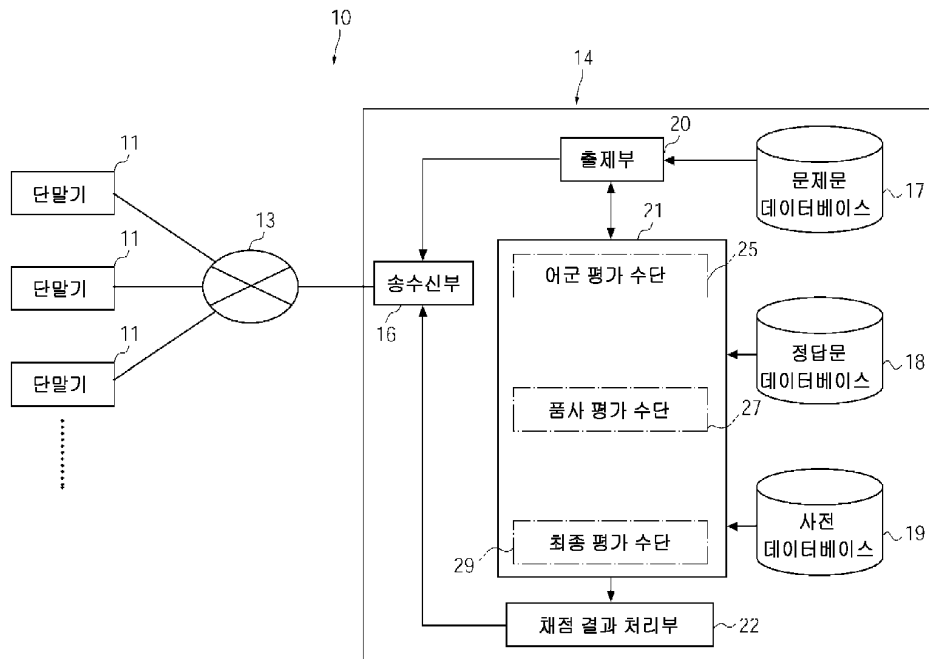 10
14
20
출제부
문제문
데이터베이스
17
11
단말기
11
단말기
11
단말기
13
송수신부
16
21
어군 평가 수단
25
품사 평가 수단
27
최종 평가 수단
29
정답문
데이터베이스
18
사전
데이터베이스
19
채점 결과 처리부
22